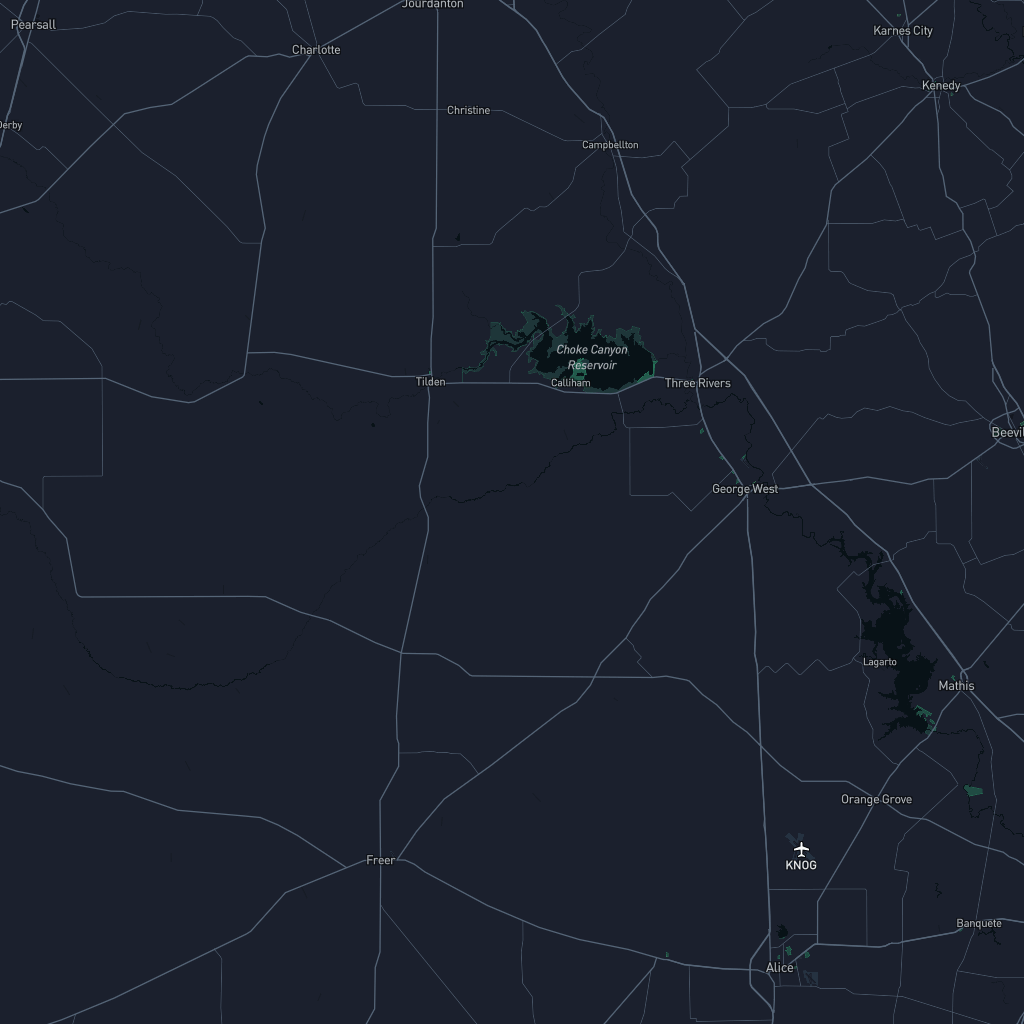 Jourdanton
Pearsall
Karnes City
Charlotte
Kenedy
Christine
Derby
Campbellton
Choke Canyon
Reservoir
Tilden
Calliham
Three Rivers
Beevil
George West
Lagarto
Mathis
Orange Grove
KNOG
Freer
Banquete
Alice